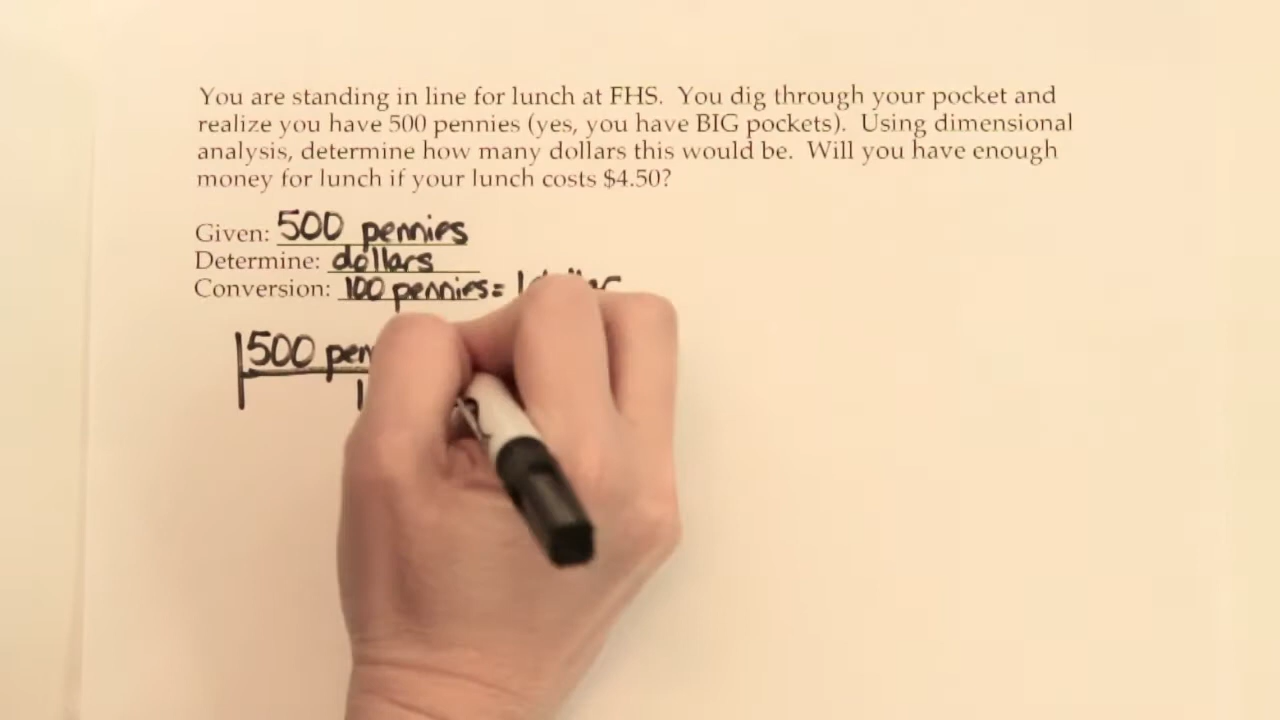 You are standing in line for lunch at FHS. You dig through your pocket and
realize you have 500 pennies (yes, you have BIG pockets). Using dimensional
analysis, determine how many dollars this would be. Will you have enough
money for lunch if your lunch costs $4.50?
Given: 500 pennies
Determine: dollars
Conversion: 100 pennies = 1
500 pen